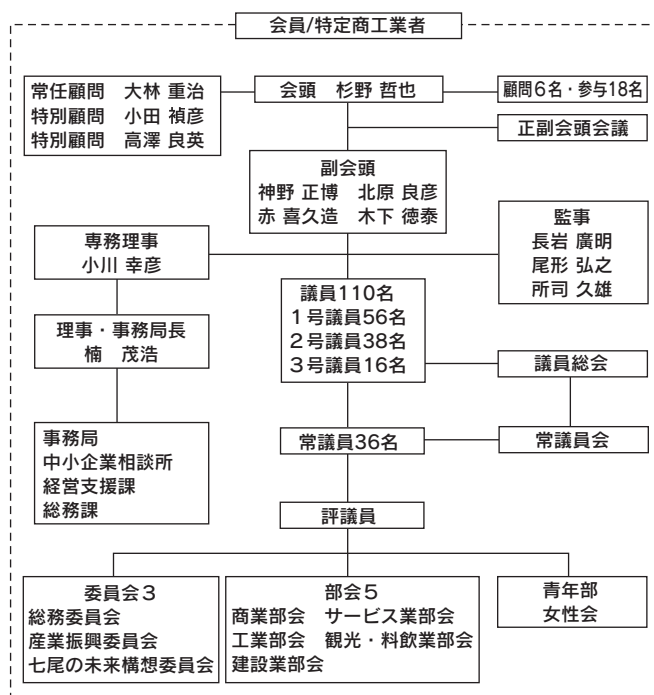 会員/特定商工業者
常任顧問　大林 重治
特別顧問　小田 禎彦
特別顧問　高澤 良英
会頭　杉野 哲也
顧問6名・参与18名
正副会頭会議
副会頭
神野 正博　北原 良彦
赤 喜久造　木下 徳泰
専務理事
小川 幸彦
監事
長岩 廣明
尾形 弘之
所司 久雄
理事・事務局長
楠　茂浩
議員110名
1号議員56名
2号議員38名
3号議員16名
議員総会
事務局
中小企業相談所
経営支援課
総務課
常議員36名
常議員会
評議員
委員会3
総務委員会
産業振興委員会
七尾の未来構想委員会
部会5
商業部会　サービス業部会
工業部会　観光・料飲業部会
建設業部会
青年部
女性会